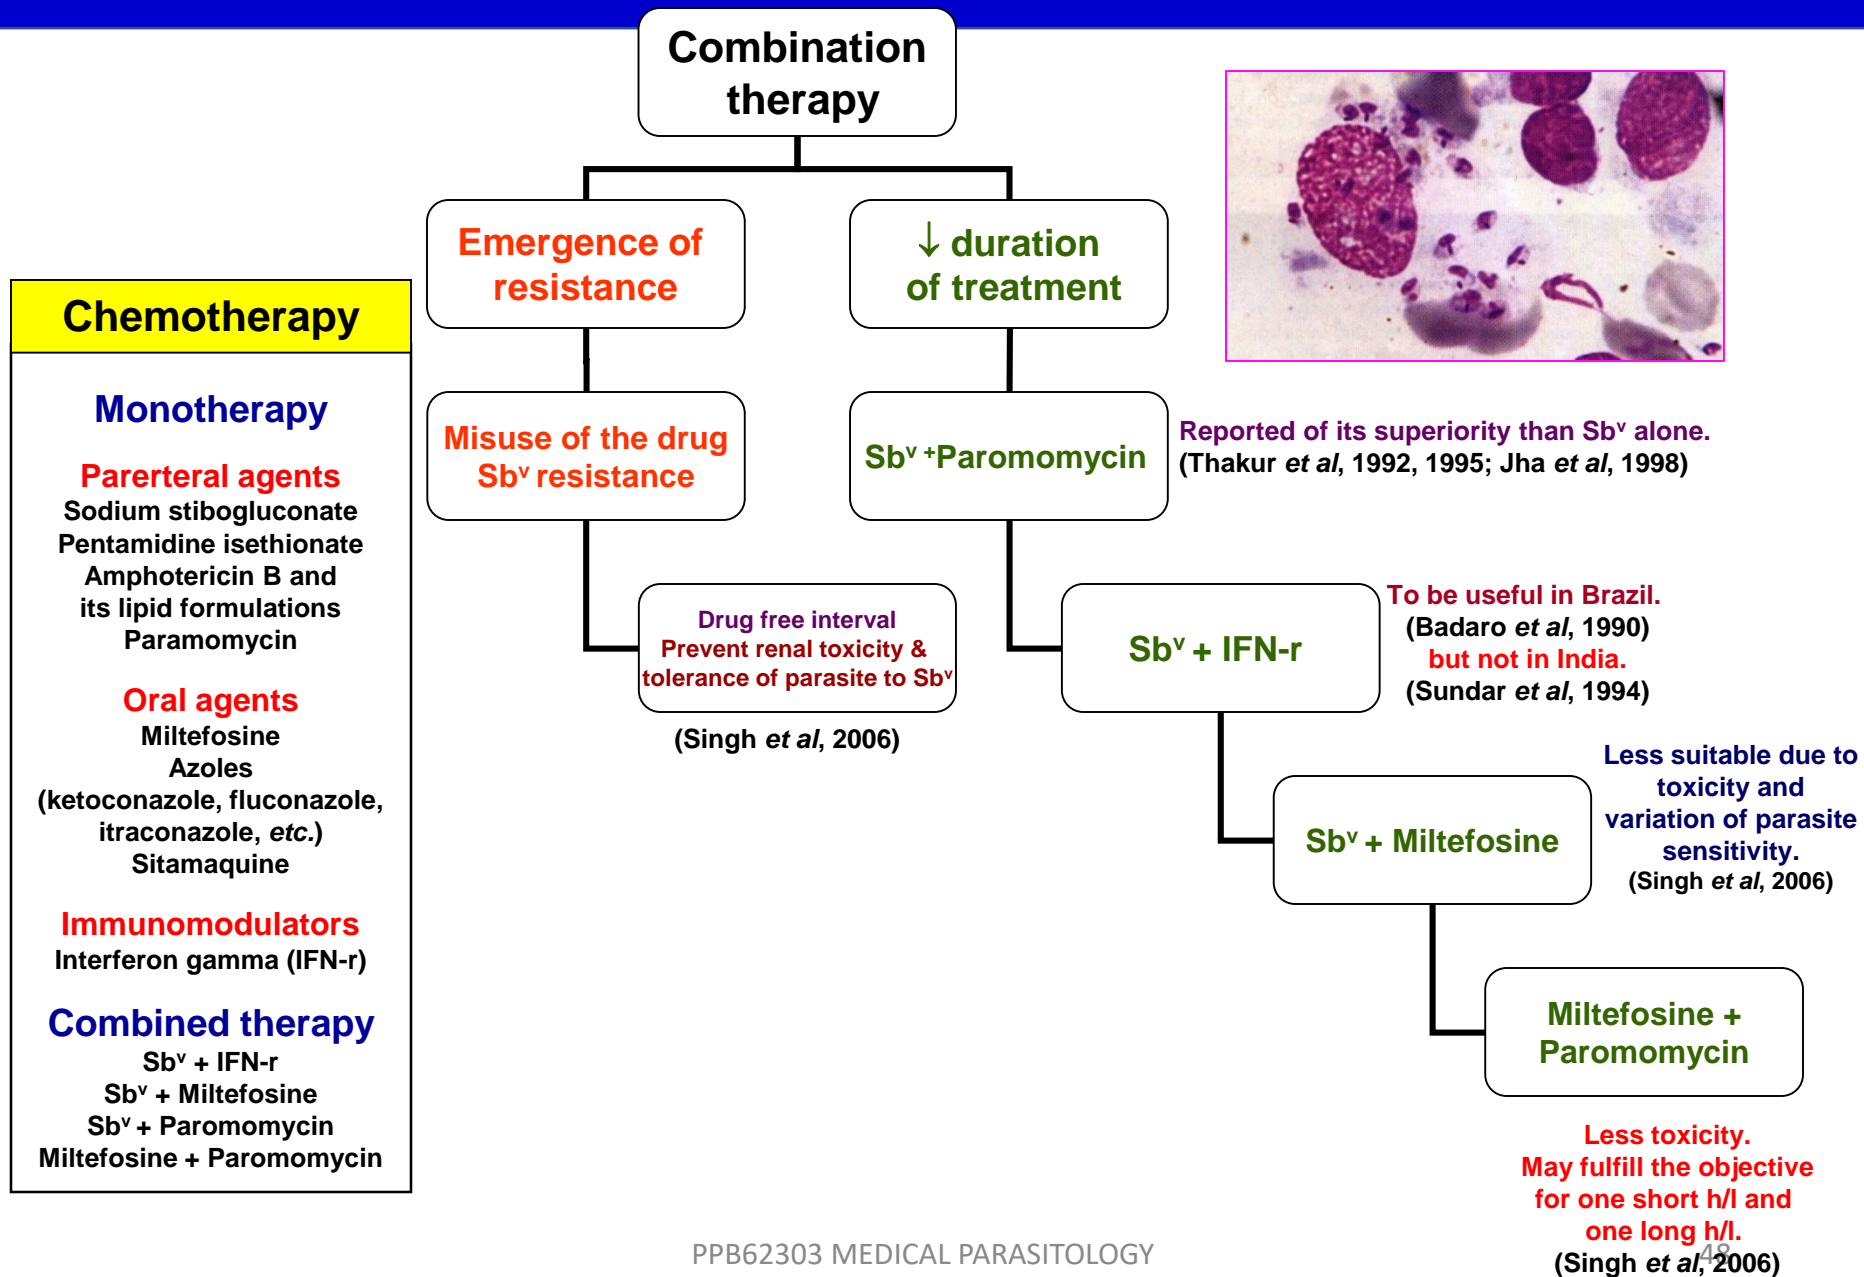 Combination
therapy
Emergence of
resistance
↓ duration
of treatment
Chemotherapy
Monotherapy
Parerteral agents
Sodium stibogluconate
Pentamidine isethionate
Amphotericin B and
its lipid formulations
Paramomycin
Oral agents
Miltefosine
Azoles
(ketoconazole, fluconazole,
itraconazole, etc.)
Sitamaquine
Immunomodulators
Interferon gamma (IFN-r)
Combined therapy
Sbᵛ + IFN-r
Sbᵛ + Miltefosine
Sbᵛ + Paromomycin
Miltefosine + Paromomycin
Misuse of the drug
Sbᵛ resistance
Sbᵛ ⁺Paromomycin
Reported of its superiority than Sbᵛ alone.
(Thakur et al, 1992, 1995; Jha et al, 1998)
Drug free interval
Prevent renal toxicity &
tolerance of parasite to Sbᵛ
(Singh et al, 2006)
Sbᵛ + IFN-r
To be useful in Brazil.
(Badaro et al, 1990)
but not in India.
(Sundar et al, 1994)
Sbᵛ + Miltefosine
Less suitable due to
toxicity and
variation of parasite
sensitivity.
(Singh et al, 2006)
Miltefosine +
Paromomycin
Less toxicity.
May fulfill the objective
for one short h/l and
one long h/l.
(Singh et al, 2006)
PPB62303 MEDICAL PARASITOLOGY
48